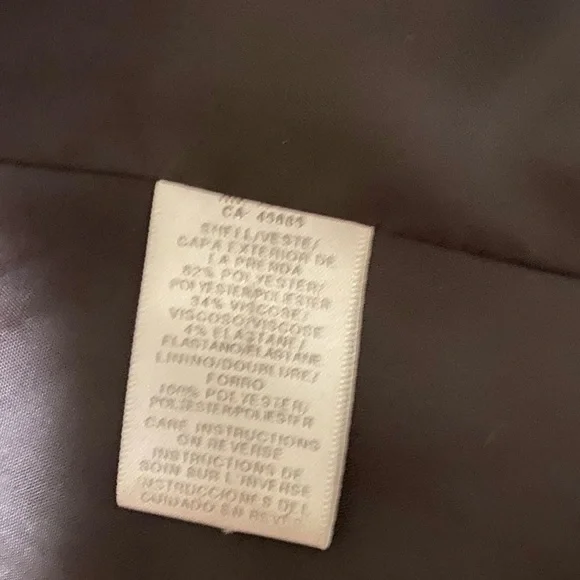 CA 45885
SHELL/VESTE/
CAPA EXTERIOR DE
LA PRENDA
62% POLYESTER/
POLYESTER/POLIESTER
34% VISCOSE/
VISCOSE/VISCOSE
4% ELASTANE/
ELASTANO/ELASTANE
LINING/DOUBLURE/
FORRO
100% POLYESTER/
POLYESTER/POLIESTER
CARE INSTRUCTIONS
ON REVERSE
INSTRUCTIONS DE
SOIN SUR L'INVERSE
INSTRUCCIONES DEL
CUIDADO EN REVES